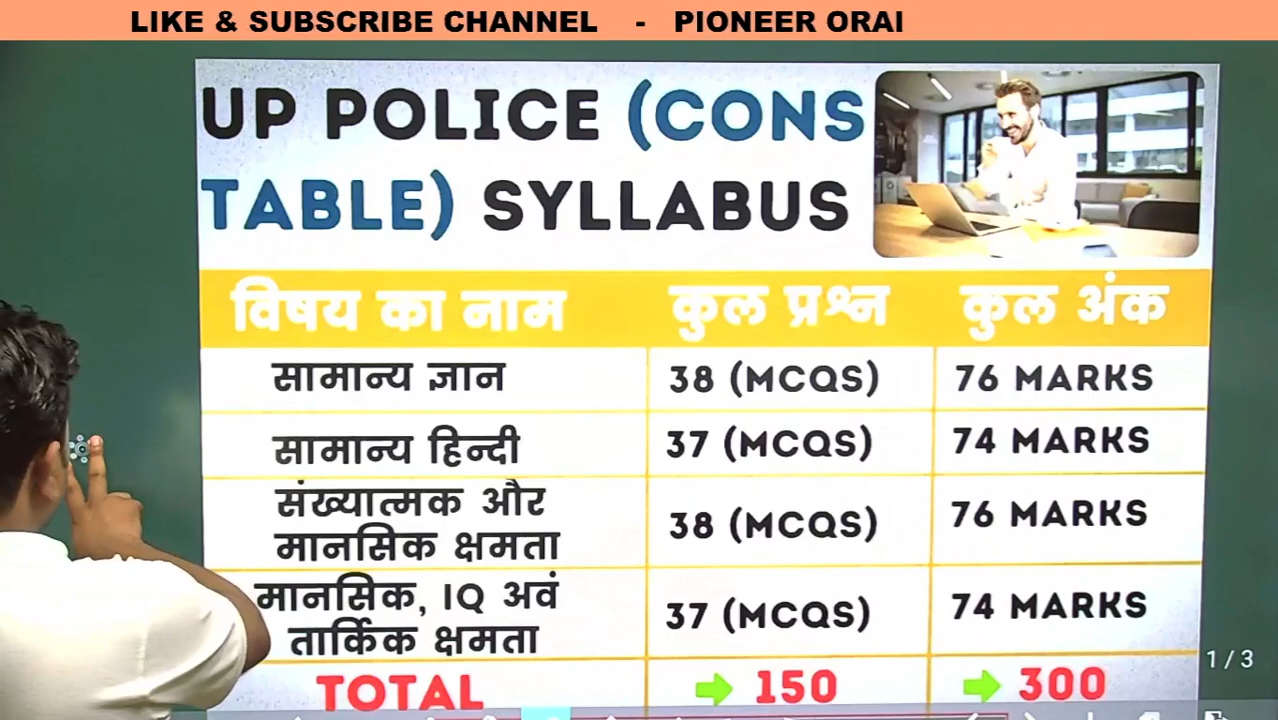 LIKE & SUBSCRIBE CHANNEL - PIONEER ORAI
UP POLICE (CONS
TABLE) SYLLABUS
विषय का नाम कुल प्रश्न कुल अंक
सामान्य ज्ञान 38 (MCQS) 76 MARKS
सामान्य हिन्दी 37 (MCQS) 74 MARKS
संख्यात्मक और
मानसिक क्षमता 38 (MCQS) 76 MARKS
मानसिक, IQ अवं
तार्किक क्षमता 37 (MCQS) 74 MARKS
TOTAL 150 300
1 / 3